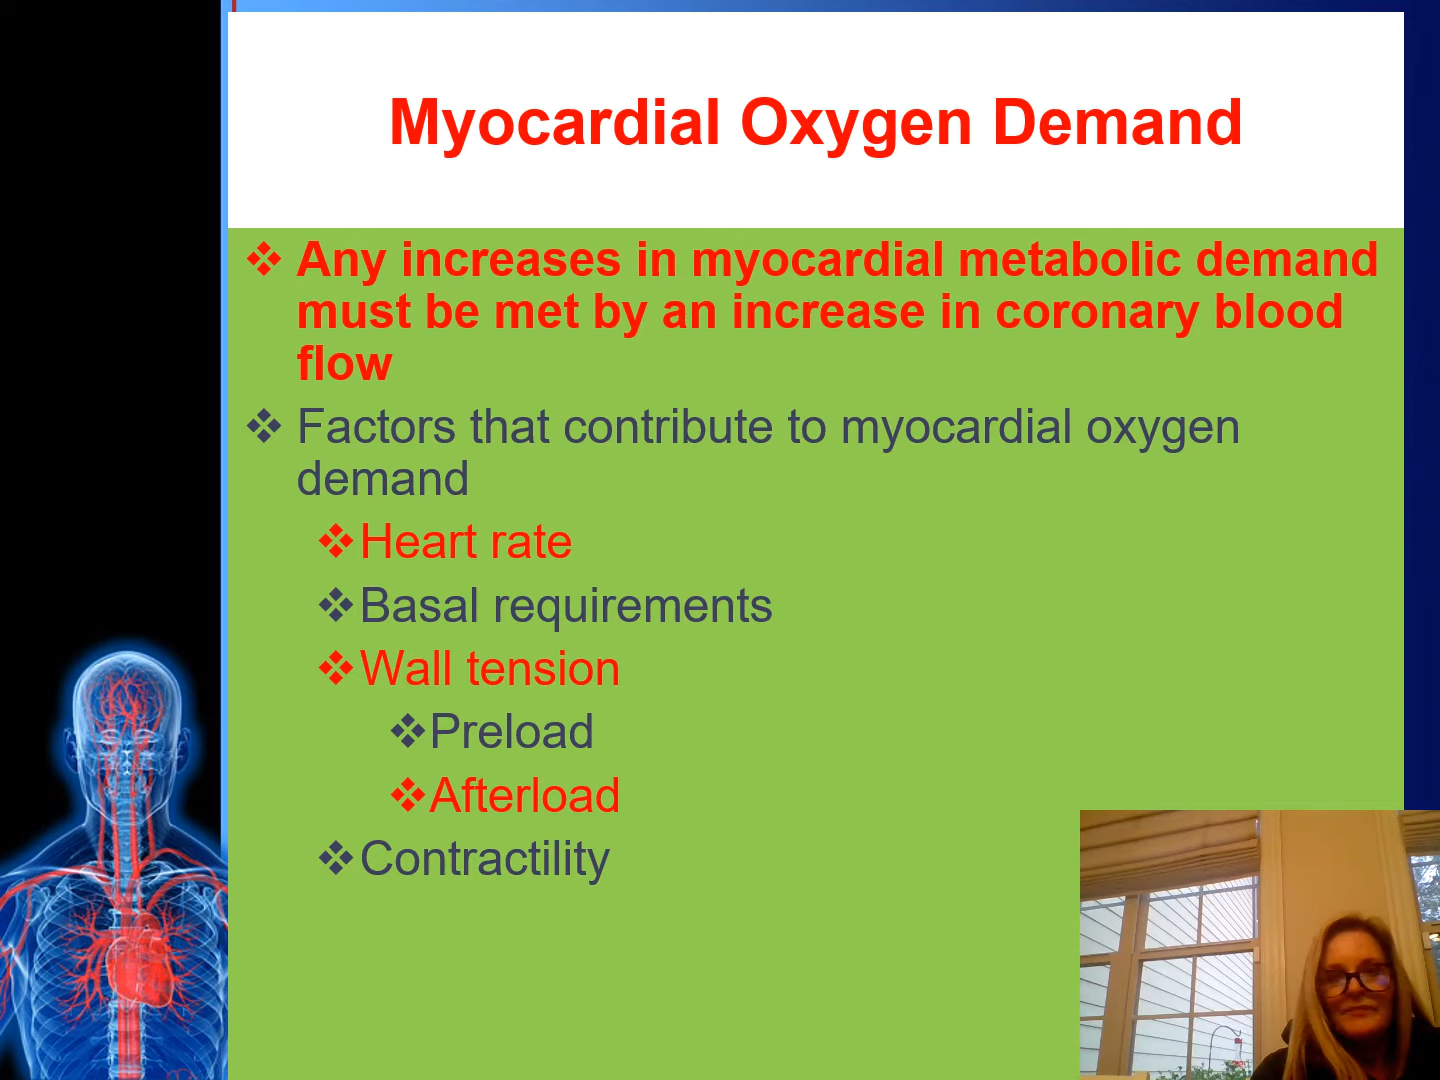 Myocardial Oxygen Demand
❖ Any increases in myocardial metabolic demand
must be met by an increase in coronary blood
flow
❖ Factors that contribute to myocardial oxygen
demand
❖Heart rate
❖Basal requirements
❖Wall tension
❖Preload
❖Afterload
❖Contractility